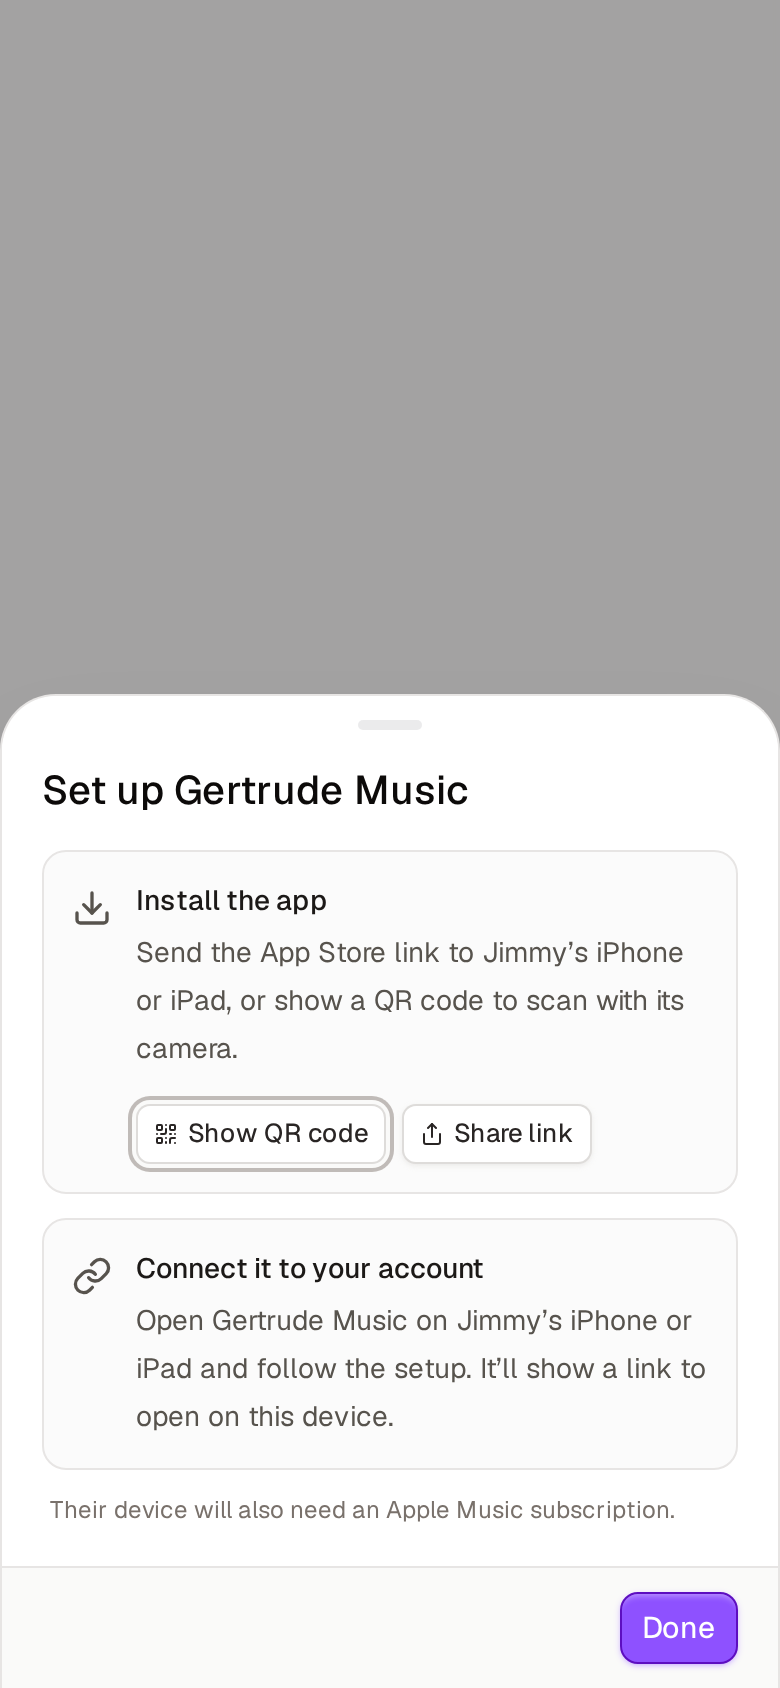 Set up Gertrude Music
Install the app
Send the App Store link to Jimmy’s iPhone
or iPad, or show a QR code to scan with its
camera.
Show QR code
Share link
Connect it to your account
Open Gertrude Music on Jimmy’s iPhone or
iPad and follow the setup. It’ll show a link to
open on this device.
Their device will also need an Apple Music subscription.
Done